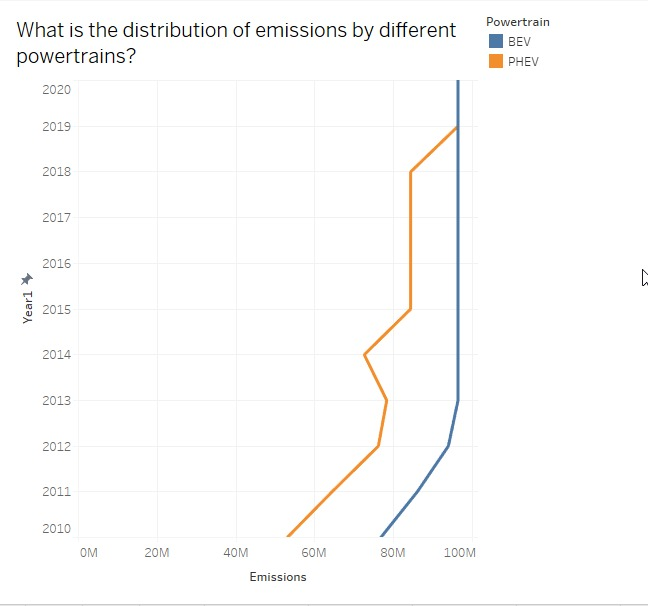 What is the distribution of emissions by different
powertrains?
Powertrain
BEV
PHEV
2020
2019
2018
2017
2016
2015
2014
2013
2012
2011
2010
Year1
0M 20M 40M 60M 80M 100M
Emissions